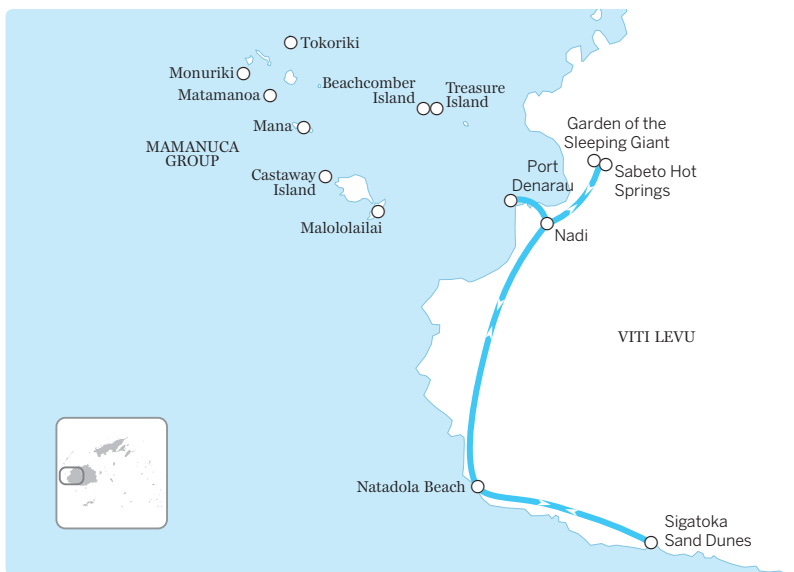 Tokoriki
Monuriki
Matamanoa
Beachcomber
Island
Treasure
Island
Mana
MAMANUCA
GROUP
Castaway
Island
Malololailai
Garden of the
Sleeping Giant
Port
Denarau
Sabeto Hot
Springs
Nadi
VITI LEVU
Natadola Beach
Sigatoka
Sand Dunes